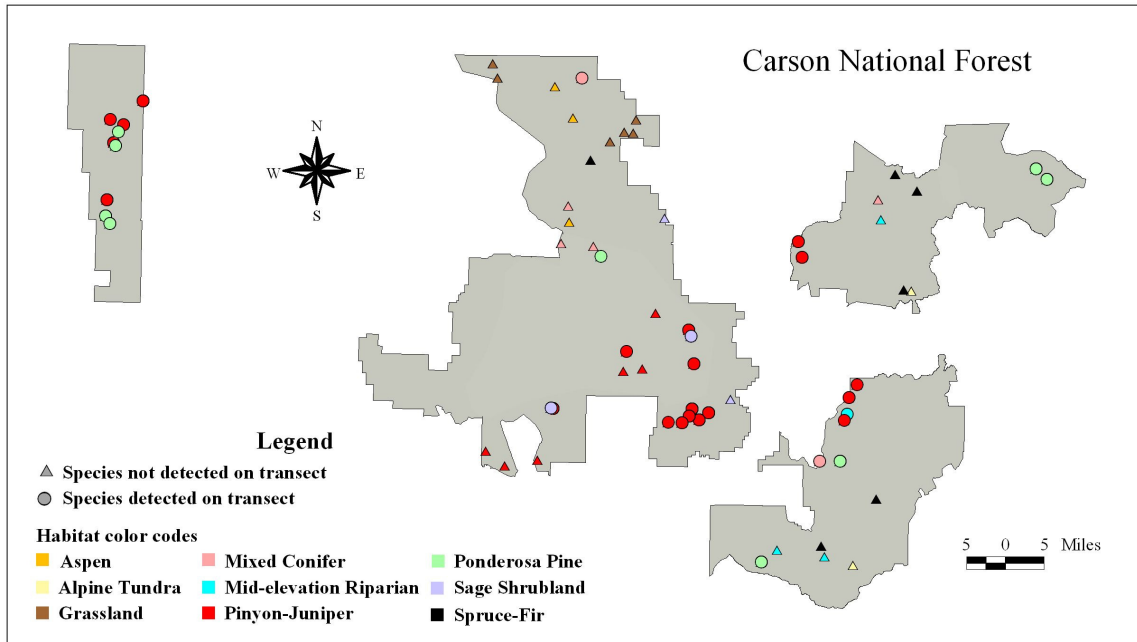 Carson National Forest
N
W E
S
Legend
Species not detected on transect
Species detected on transect
Habitat color codes
Aspen Mixed Conifer Ponderosa Pine
Alpine Tundra Mid-elevation Riparian Sage Shrubland
Grassland Pinyon-Juniper Spruce-Fir
5 0 5 Miles